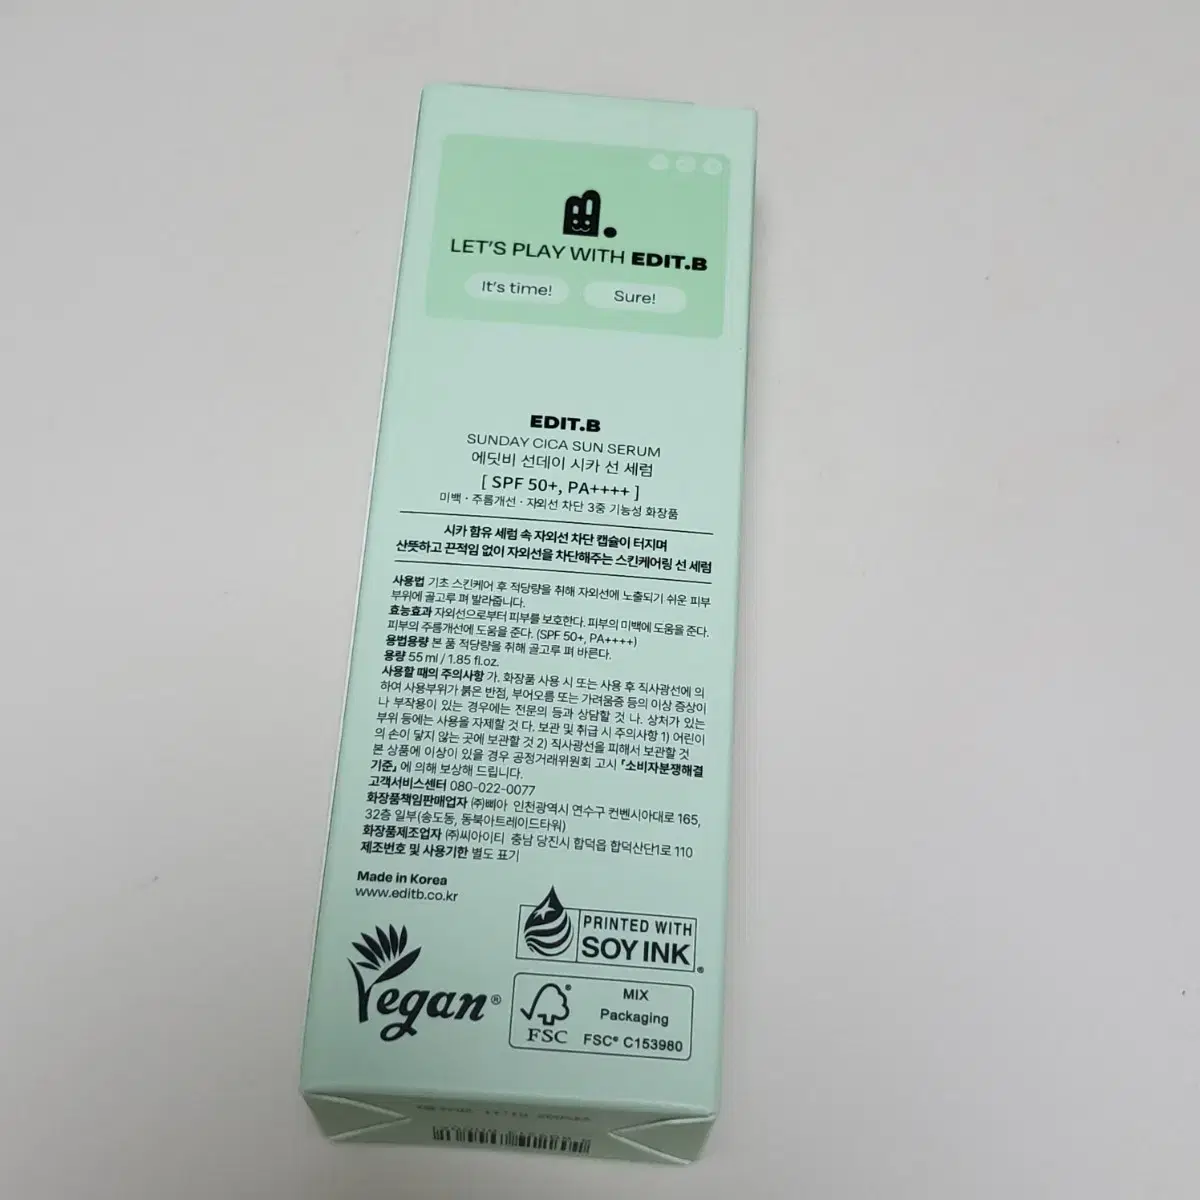 LET'S PLAY WITH EDIT.B
It's time! Sure!
EDIT.B
SUNDAY CICA SUN SERUM
에딧비 선데이 시카 선 세럼
[ SPF 50+, PA++++ ]
미백 · 주름개선 · 자외선 차단 3중 기능성 화장품
시카 함유 세럼 속 자외선 차단 캡슐이 터지며
산뜻하고 끈적임 없이 자외선을 차단해주는 스킨케어링 선 세럼
사용법 기초 스킨케어 후 적당량을 취해 자외선에 노출되기 쉬운 피부
부위에 골고루 펴 발라줍니다.
효능효과 자외선으로부터 피부를 보호한다. 피부의 미백에 도움을 준다.
피부의 주름개선에 도움을 준다. (SPF 50+, PA++++)
용법용량 본 품 적당량을 취해 골고루 펴 바른다.
용량 55 ml / 1.85 fl.oz.
사용할 때의 주의사항 가. 화장품 사용 시 또는 사용 후 직사광선에 의
하여 사용부위가 붉은 반점, 부어오름 또는 가려움증 등의 이상 증상이
나 부작용이 있는 경우에는 전문의 등과 상담할 것 나. 상처가 있는
부위 등에는 사용을 자제할 것 다. 보관 및 취급 시 주의사항 1) 어린이
의 손이 닿지 않는 곳에 보관할 것 2) 직사광선을 피해서 보관할 것
본 상품에 이상이 있을 경우 공정거래위원회 고시 「소비자분쟁해결
기준」에 의해 보상해 드립니다.
고객서비스센터 080-022-0077
화장품책임판매업자 ㈜삐아 인천광역시 연수구 컨벤시아대로 165,
32층 일부(송도동, 동북아트레이드타워)
화장품제조업자 ㈜씨아이티 충남 당진시 합덕읍 합덕산단1로 110
제조번호 및 사용기한 별도 표기
Made in Korea
www.editb.co.kr
PRINTED WITH
SOY INK
Vegan®
MIX
Packaging
FSC
FSC® C153980